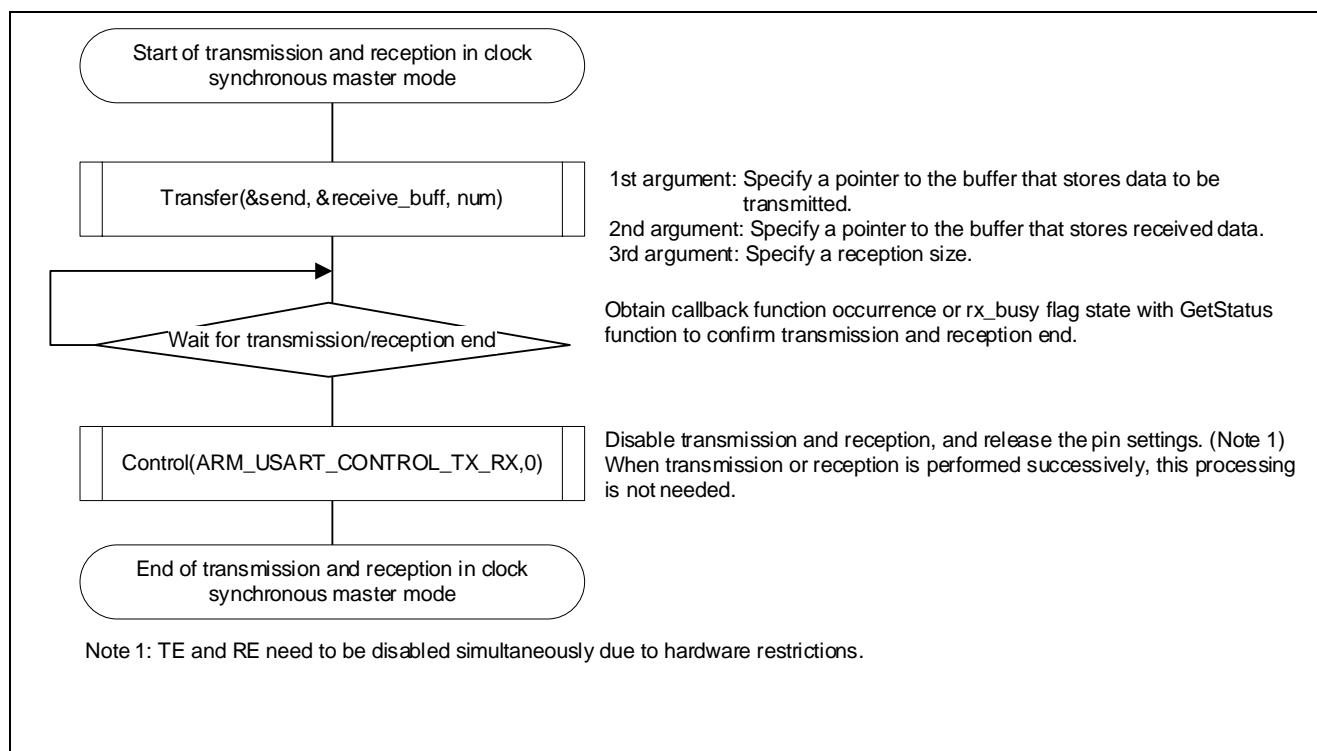 Start of transmission and reception in clock
synchronous master mode
Transfer(&send, &receive_buff, num)
1st argument: Specify a pointer to the buffer that stores data to be
transmitted.
2nd argument: Specify a pointer to the buffer that stores received data.
3rd argument: Specify a reception size.
Wait for transmission/reception end
Obtain callback function occurrence or rx_busy flag state with GetStatus
function to confirm transmission and reception end.
Control(ARM_USART_CONTROL_TX_RX,0)
Disable transmission and reception, and release the pin settings. (Note 1)
When transmission or reception is performed successively, this processing
is not needed.
End of transmission and reception in clock
synchronous master mode
Note 1: TE and RE need to be disabled simultaneously due to hardware restrictions.